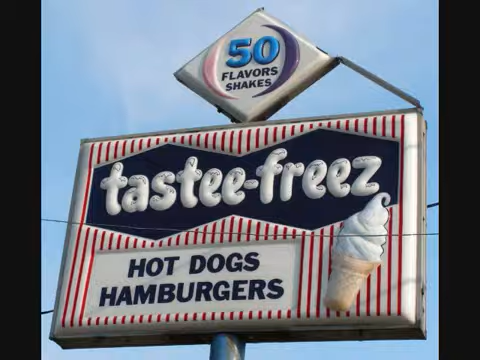 50
FLAVORS
SHAKES
tastee-freez
HOT DOGS
HAMBURGERS